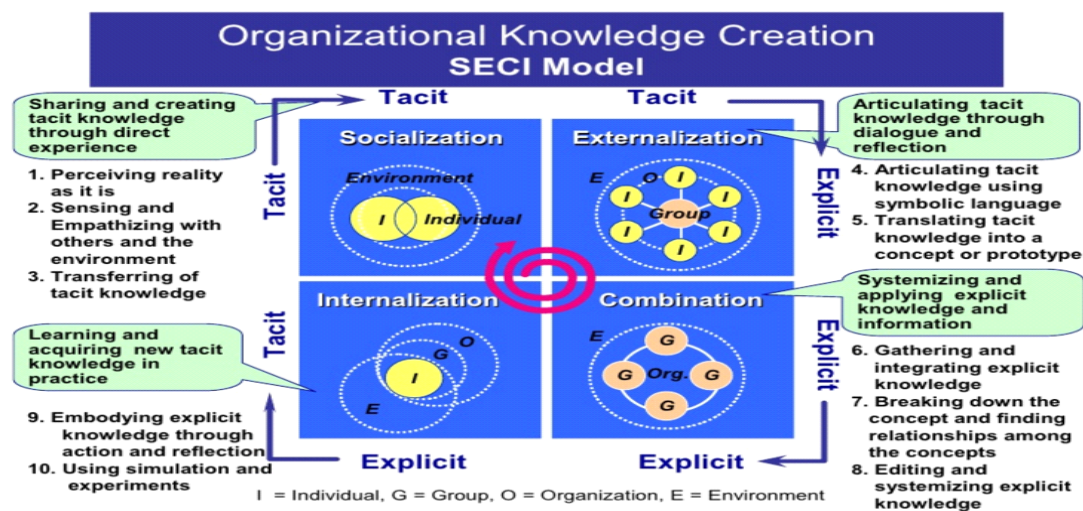 Organizational Knowledge Creation
SECI Model
Tacit
Tacit
Sharing and creating
tacit knowledge
through direct
experience
1. Perceiving reality
as it is
2. Sensing and
Empathizing with
others and the
environment
3. Transferring of
tacit knowledge
Tacit
Socialization
Environment
I
Individual
Externalization
E
O
I
I
I
Group
I
I
I
Explicit
Articulating tacit
knowledge through
dialogue and
reflection
4. Articulating tacit
knowledge using
symbolic language
5. Translating tacit
knowledge into a
concept or prototype
Learning and
acquiring new tacit
knowledge in
practice
9. Embodying explicit
knowledge through
action and reflection
10. Using simulation and
experiments
Tacit
Internalization
O
G
I
E
Combination
E
G
G
Org.
G
G
Explicit
Systemizing and
applying explicit
knowledge and
information
6. Gathering and
integrating explicit
knowledge
7. Breaking down the
concept and finding
relationships among
the concepts
8. Editing and
systemizing explicit
knowledge
Explicit
Explicit
I = Individual, G = Group, O = Organization, E = Environment